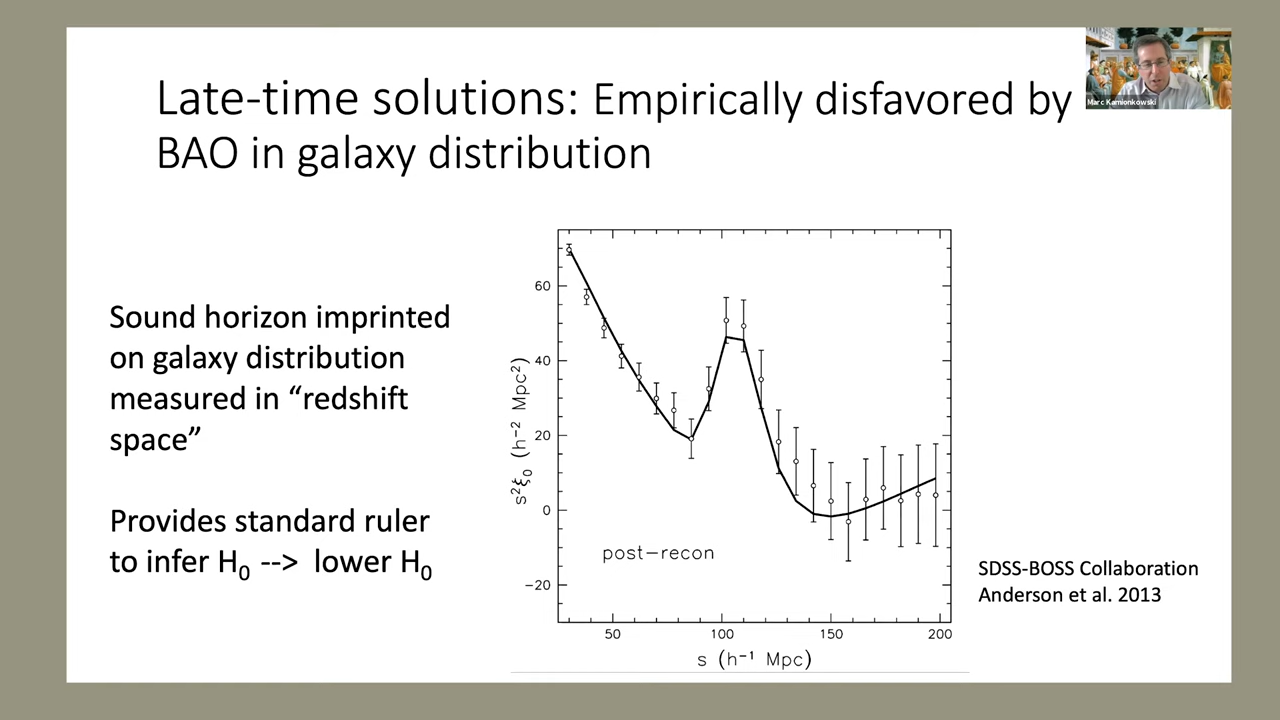 Late-time solutions: Empirically disfavored by
BAO in galaxy distribution
Marc Kamionkowski
Sound horizon imprinted
on galaxy distribution
measured in “redshift
space”
Provides standard ruler
to infer H₀ --> lower H₀
s²ξ₀ (h⁻² Mpc²)
60
40
20
0
−20
post−recon
50 100 150 200
s (h⁻¹ Mpc)
SDSS-BOSS Collaboration
Anderson et al. 2013